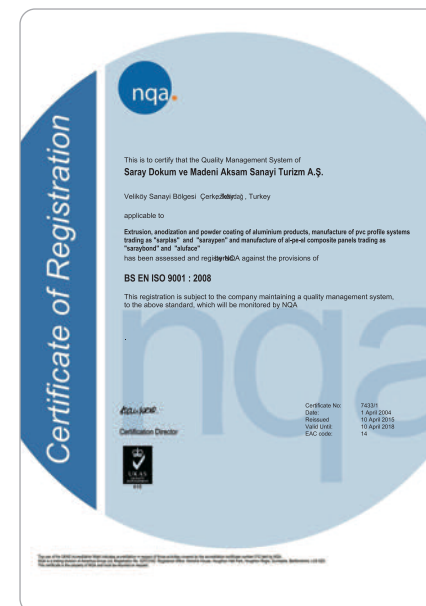 nqa.
Certificate of Registration
This is to certify that the Quality Management System of
Saray Dokum ve Madeni Aksam Sanayi Turizm A.Ş.
Veliköy Sanayi Bölgesi Çerkezköy, Turkey
applicable to
Extrusion, anodization and powder coating of aluminium products, manufacture of pvc profile systems
trading as "sarplas" and "saraypen" and manufacture of al-pe-al composite panels trading as
"saraybond" and "aluface"
has been assessed and registered by NQA against the provisions of
BS EN ISO 9001 : 2008
This registration is subject to the company maintaining a quality management system,
to the above standard, which will be monitored by NQA
.
nqa
Certification Director
Certificate No: 7433/1
Date: 1 April 2004
Reissued 10 April 2015
Valid Until: 10 April 2018
EAC code: 14
UKAS